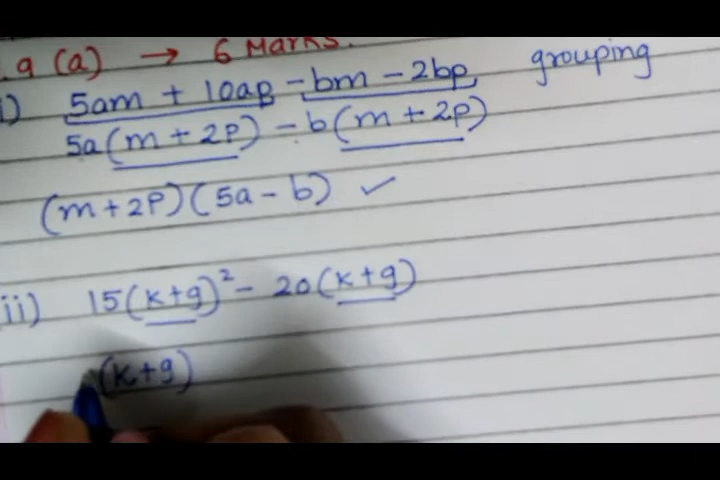 9 (a) → 6 Marks.
i) 5am + 10ap - bm - 2bp grouping
5a(m + 2p) - b(m + 2p)
(m + 2p)(5a - b) ✓
ii) 15(k+g)² - 20(k+g)
(k+g)